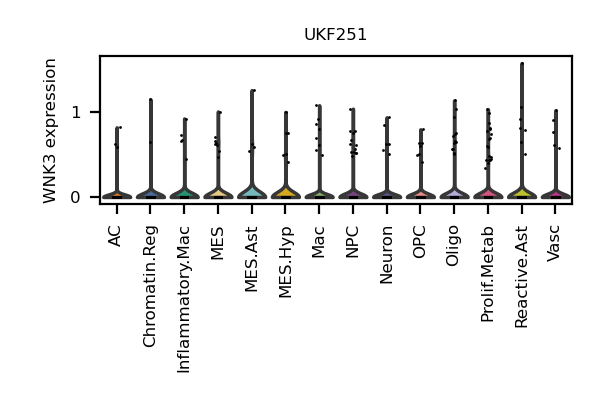 UKF251
WNK3 expression
1
0
AC
Chromatin.Reg
Inflammatory.Mac
MES
MES.Ast
MES.Hyp
Mac
NPC
Neuron
OPC
Oligo
Prolif.Metab
Reactive.Ast
Vasc